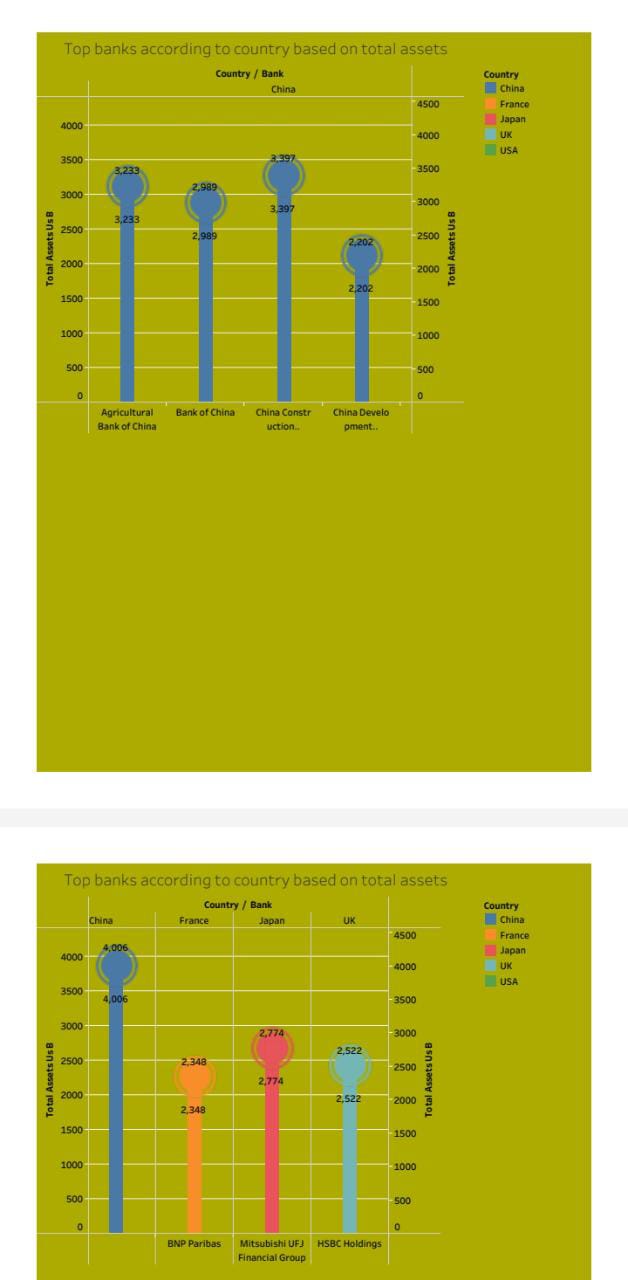 Top banks according to country based on total assets
Country / Bank
China
Country
China
France
Japan
UK
USA
Total Assets Us B
4000
3500
3000
2500
2000
1500
1000
500
0
3,233
3,233
2,989
2,989
3,397
3,397
2,202
2,202
4500
4000
3500
3000
2500
2000
1500
1000
500
0
Total Assets Us B
Agricultural
Bank of China
Bank of China
China Constr
uction..
China Develo
pment..
Top banks according to country based on total assets
Country / Bank
China France Japan UK
Country
China
France
Japan
UK
USA
Total Assets Us B
4000
3500
3000
2500
2000
1500
1000
500
0
4,006
4,006
2,348
2,348
2,774
2,774
2,522
2,522
4500
4000
3500
3000
2500
2000
1500
1000
500
0
Total Assets Us B
BNP Paribas
Mitsubishi UFJ
Financial Group
HSBC Holdings